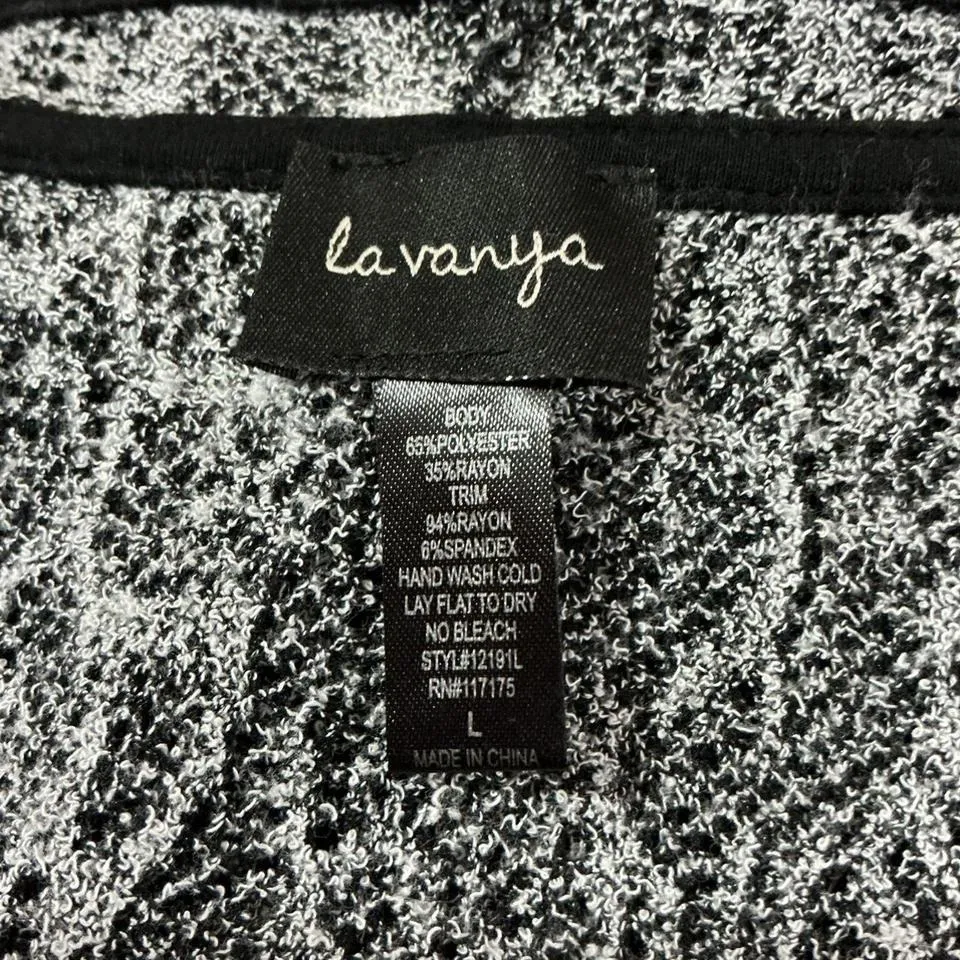 lavanya
BODY
65%POLYESTER
35%RAYON
TRIM
94%RAYON
6%SPANDEX
HAND WASH COLD
LAY FLAT TO DRY
NO BLEACH
STYL#12191L
RN#117175
L
MADE IN CHINA